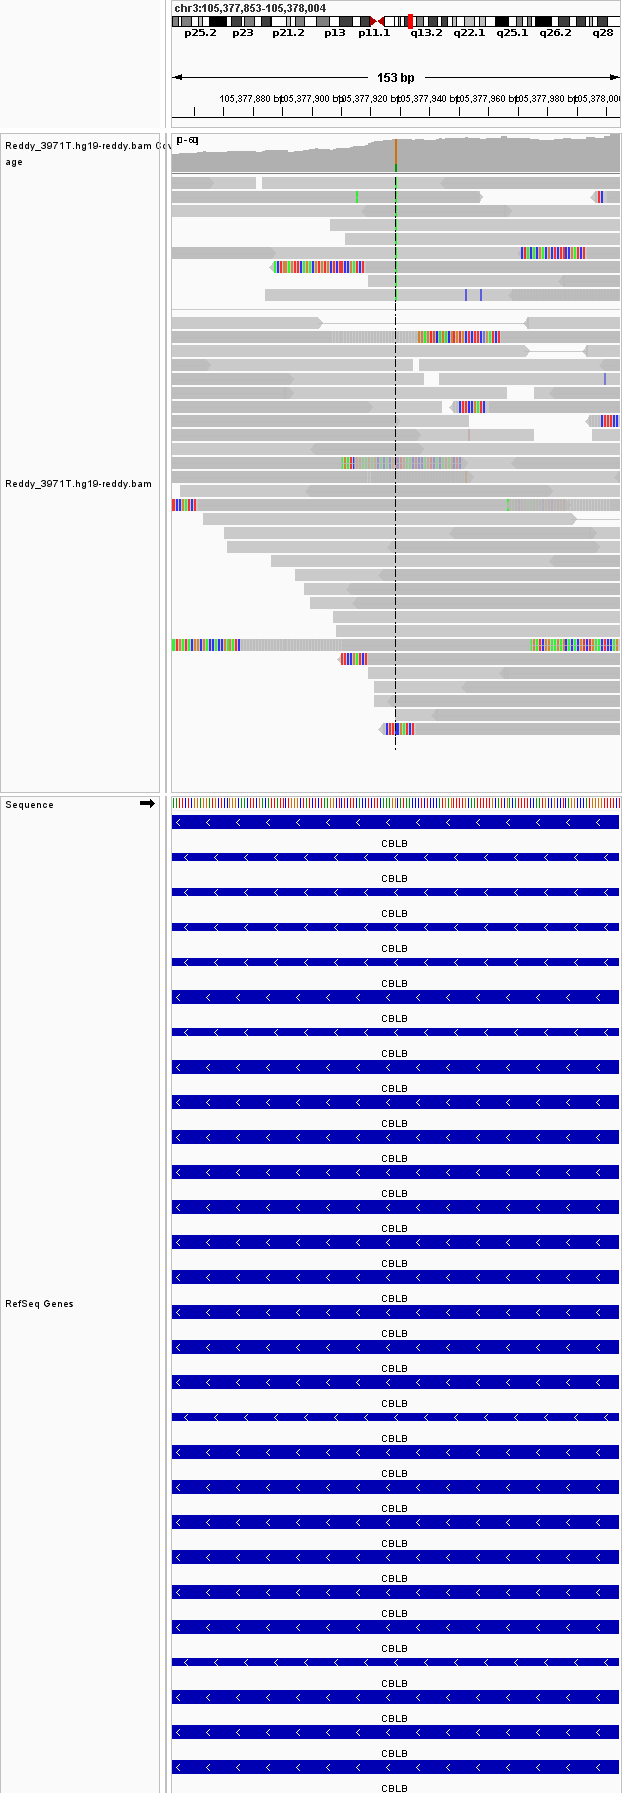 chr3:105,377,853-105,378,004
p25.2 p23 p21.2 p13 p11.1 q13.2 q22.1 q25.1 q26.2 q28
153 bp
105,377,880 bp 105,377,900 bp 105,377,920 bp 105,377,940 bp 105,377,960 bp 105,377,980 bp 105,378,00
Reddy_3971T.hg19-reddy.bam Cov
age
[0-60]
Reddy_3971T.hg19-reddy.bam
Sequence
CBLB
CBLB
CBLB
CBLB
CBLB
CBLB
CBLB
CBLB
CBLB
CBLB
CBLB
CBLB
CBLB
CBLB
RefSeq Genes
CBLB
CBLB
CBLB
CBLB
CBLB
CBLB
CBLB
CBLB
CBLB
CBLB
CBLB
CBLB
CBLB
CBLB